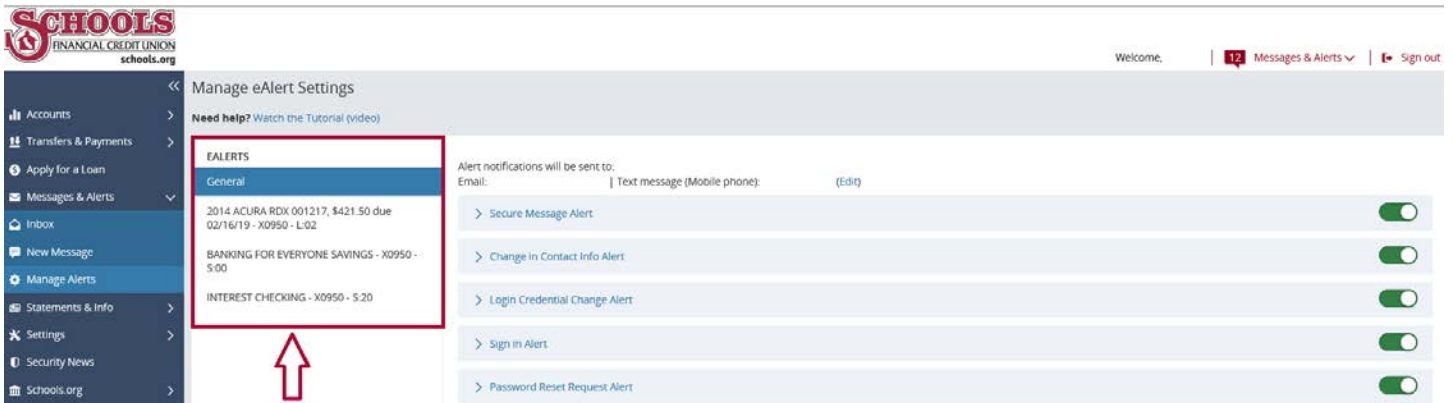 SCHOOLS
FINANCIAL CREDIT UNION
schools.org
Welcome,
12 Messages & Alerts
Sign out
Manage eAlert Settings
Need help? Watch the Tutorial (video)
Accounts
Transfers & Payments
Apply for a Loan
Messages & Alerts
Inbox
New Message
Manage Alerts
Statements & Info
Settings
Security News
Schools.org
EALERTS
General
2014 ACURA RDX 001217, $421.50 due
02/16/19 - X0950 - L:02
BANKING FOR EVERYONE SAVINGS - X0950 -
S:00
INTEREST CHECKING - X0950 - S:20
Alert notifications will be sent to:
Email: | Text message (Mobile phone): (Edit)
Secure Message Alert
Change in Contact Info Alert
Login Credential Change Alert
Sign in Alert
Password Reset Request Alert